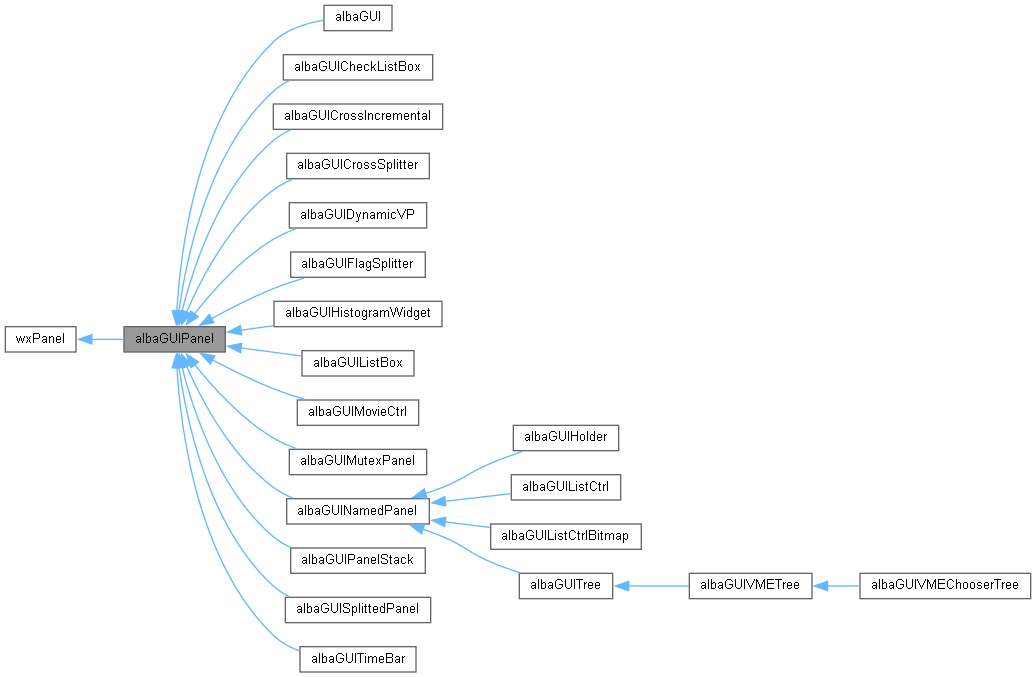 albaGUI
albaGUICheckListBox
albaGUICrossIncremental
albaGUICrossSplitter
albaGUIDynamicVP
albaGUIFlagSplitter
albaGUIHistogramWidget
wxPanel
albaGUIPanel
albaGUIListBox
albaGUIMovieCtrl
albaGUIHolder
albaGUIMutexPanel
albaGUIListCtrl
albaGUINamedPanel
albaGUIListCtrlBitmap
albaGUIPanelStack
albaGUITree
albaGUIVMETree
albaGUIVMEChooserTree
albaGUISplittedPanel
albaGUITimeBar